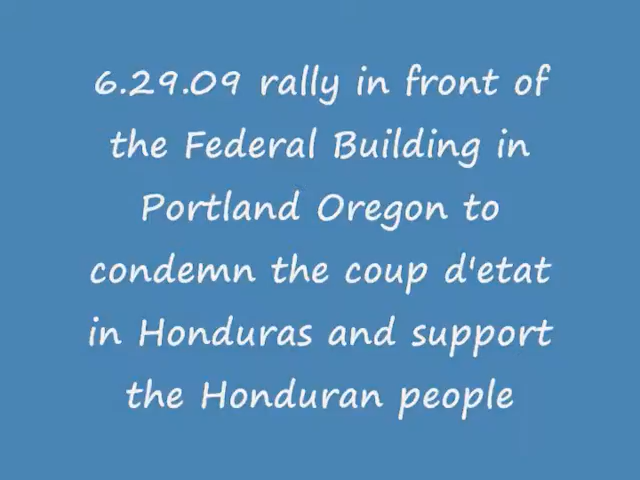 6.29.09 rally in front of
the Federal Building in
Portland Oregon to
condemn the coup d'etat
in Honduras and support
the Honduran people